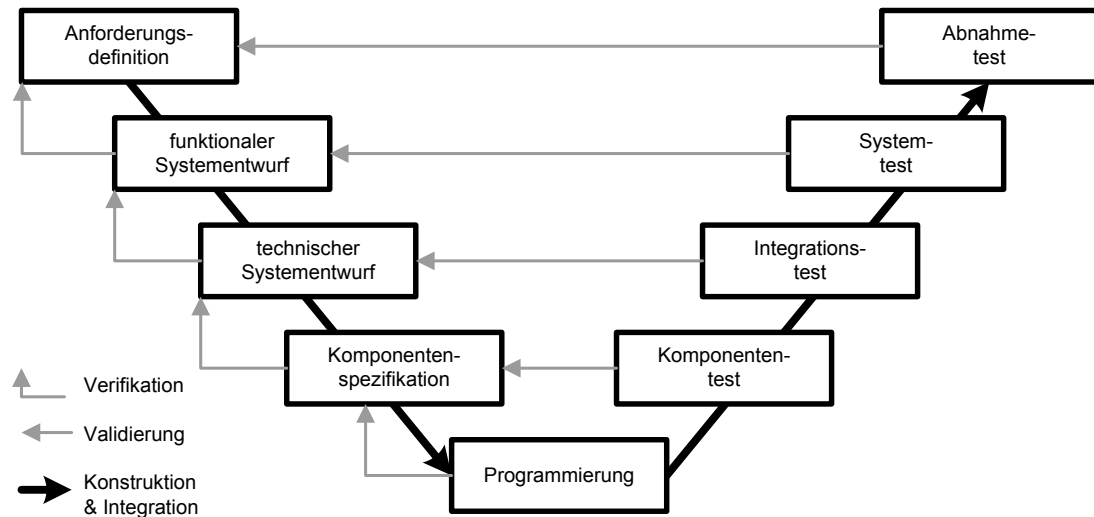 Anforderungs-
definition
Abnahme-
test
funktionaler
Systementwurf
System-
test
technischer
Systementwurf
Integrations-
test
Komponenten-
spezifikation
Komponenten-
test
Programmierung
Verifikation
Validierung
Konstruktion
& Integration